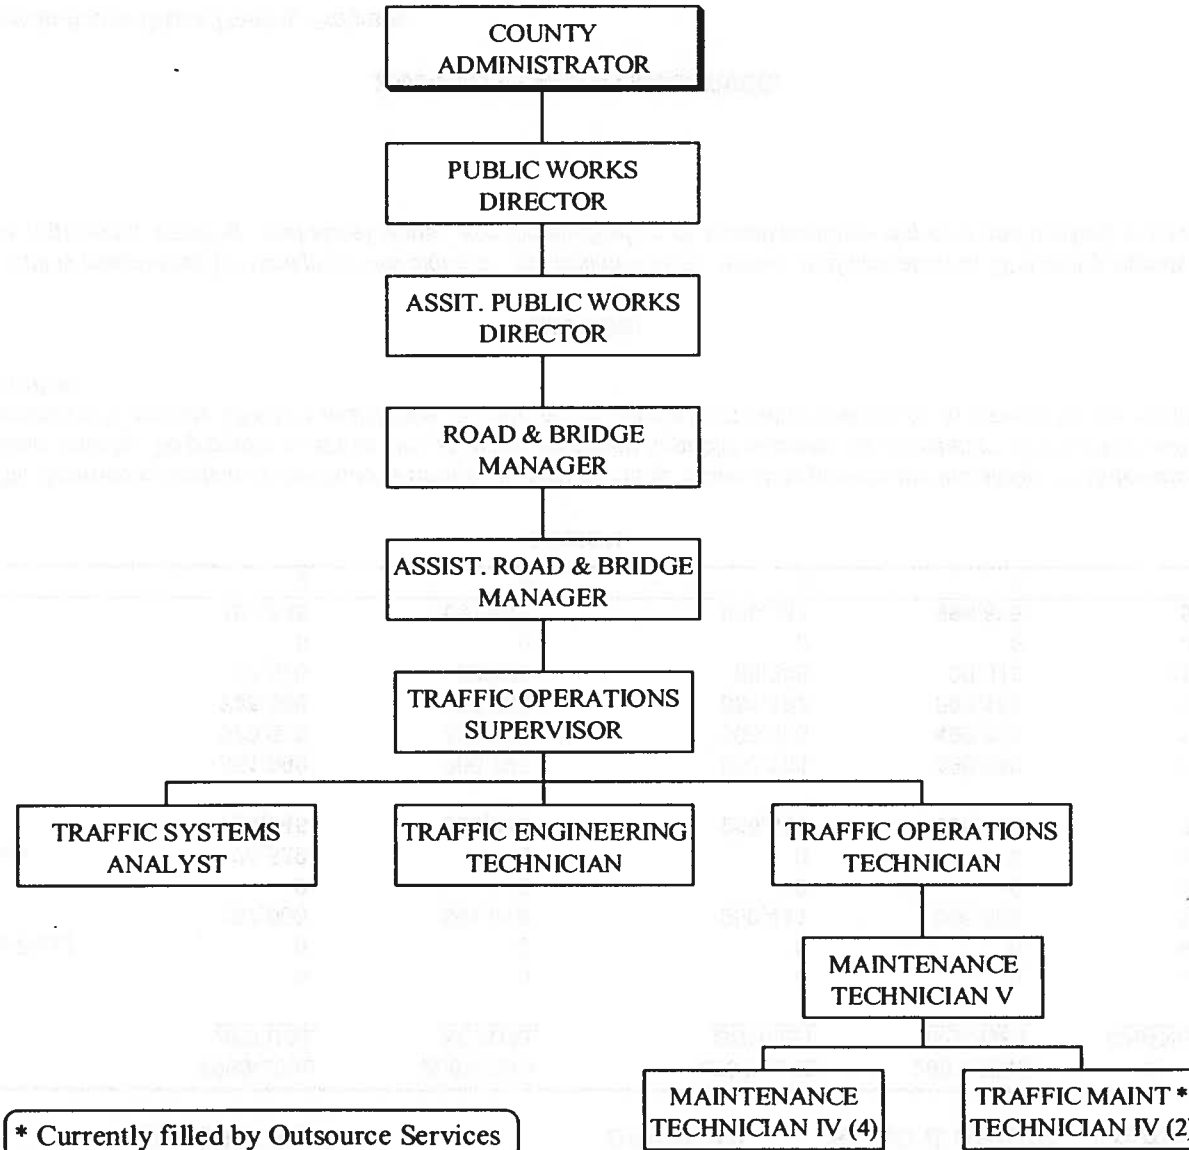 COUNTY
ADMINISTRATOR
PUBLIC WORKS
DIRECTOR
ASSIT. PUBLIC WORKS
DIRECTOR
ROAD & BRIDGE
MANAGER
ASSIST. ROAD & BRIDGE
MANAGER
TRAFFIC OPERATIONS
SUPERVISOR
TRAFFIC SYSTEMS
ANALYST
TRAFFIC ENGINEERING
TECHNICIAN
TRAFFIC OPERATIONS
TECHNICIAN
MAINTENANCE
TECHNICIAN V
MAINTENANCE
TECHNICIAN IV (4)
TRAFFIC MAINT *
TECHNICIAN IV (2)
* Currently filled by Outsource Services